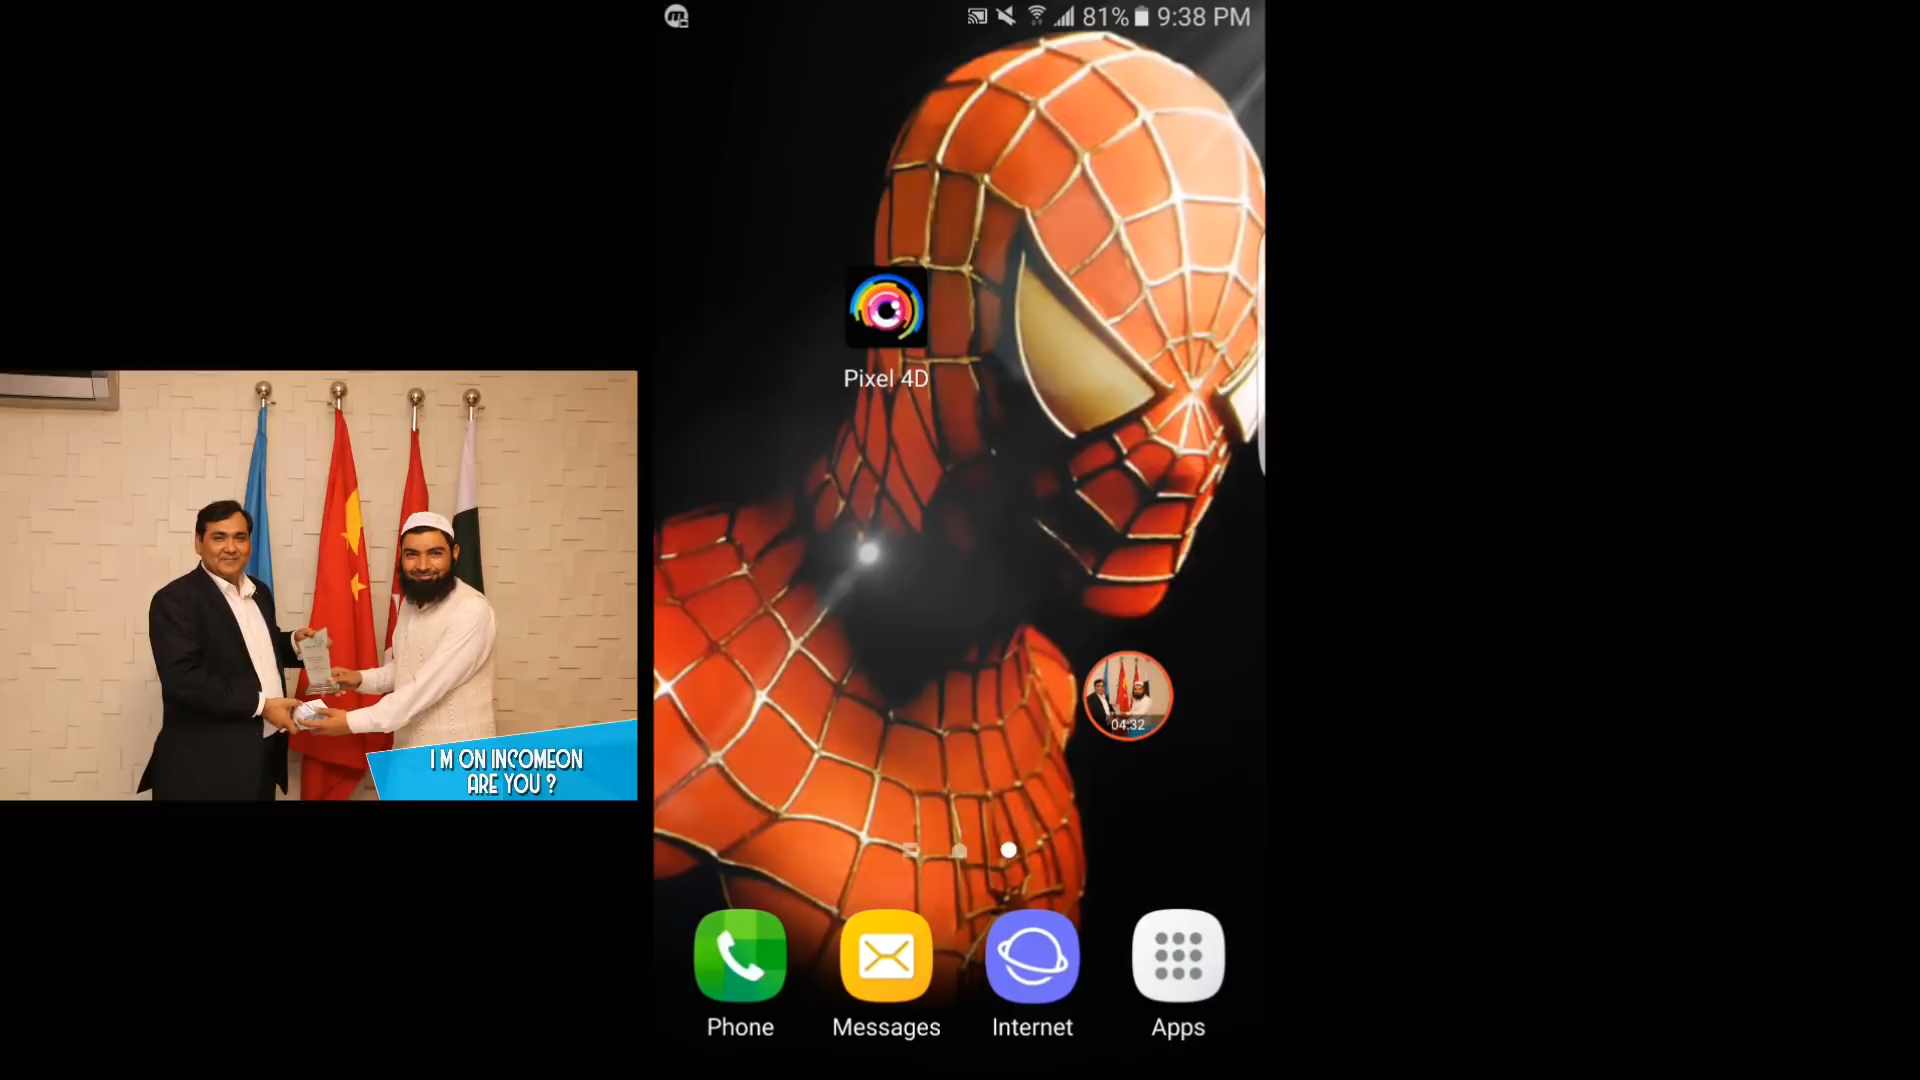 81% 9:38 PM
Pixel 4D
04:32
I M ON INCOMEON
ARE YOU ?
Phone
Messages
Internet
Apps